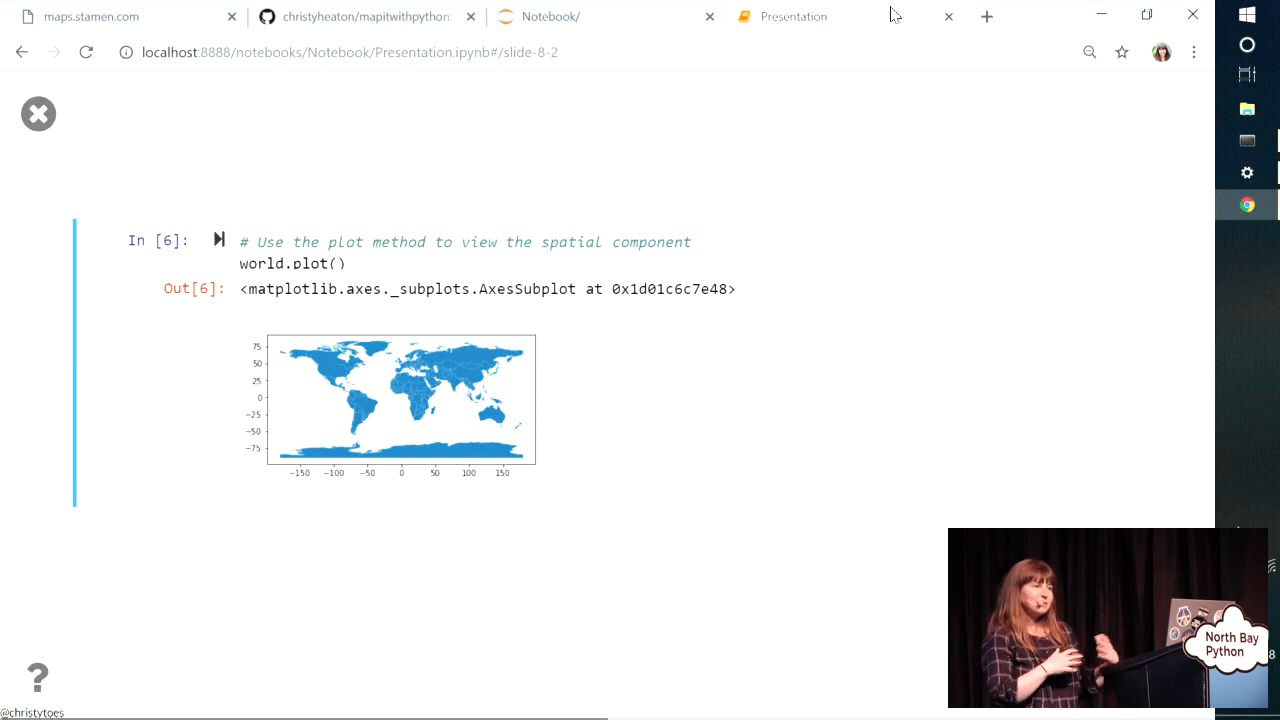 maps.stamen.com
christyheaton/mapitwithpython
Notebook/
Presentation
localhost:8888/notebooks/Notebook/Presentation.ipynb#/slide-8-2
In [6]:
# Use the plot method to view the spatial component
world.plot()
Out[6]:
<matplotlib.axes._subplots.AxesSubplot at 0x1d01c6c7e48>
75
50
25
0
−25
−50
−75
−150 −100 −50 0 50 100 150
North Bay
Python
8
?
@christytoes